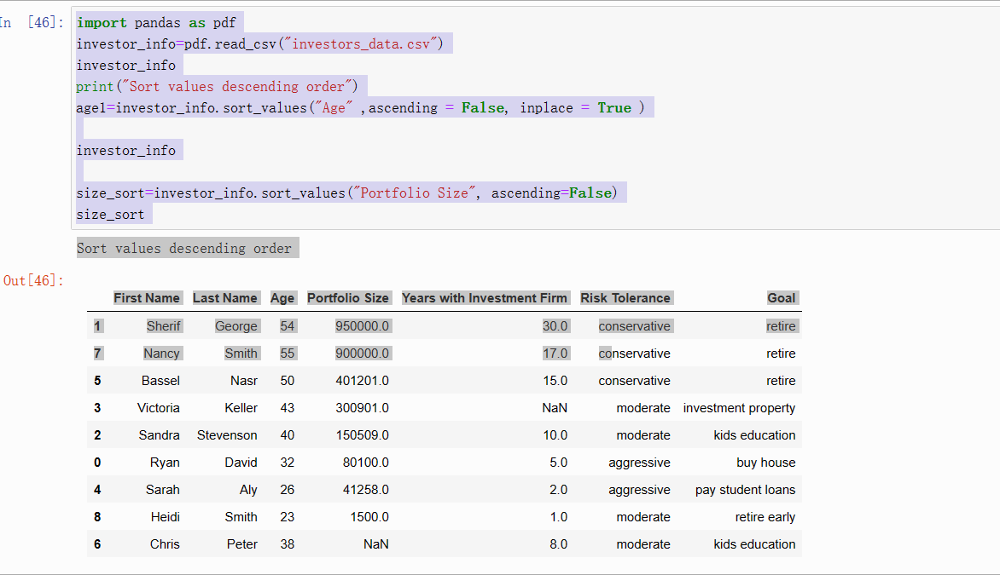 In [46]:
import pandas as pdf
investor_info=pdf.read_csv("investors_data.csv")
investor_info
print("Sort values descending order")
age1=investor_info.sort_values("Age" ,ascending = False, inplace = True )
investor_info
size_sort=investor_info.sort_values("Portfolio Size", ascending=False)
size_sort
Sort values descending order
Out[46]:
First Name Last Name Age Portfolio Size Years with Investment Firm Risk Tolerance Goal
1 Sherif George 54 950000.0 30.0 conservative retire
7 Nancy Smith 55 900000.0 17.0 conservative retire
5 Bassel Nasr 50 401201.0 15.0 conservative retire
3 Victoria Keller 43 300901.0 NaN moderate investment property
2 Sandra Stevenson 40 150509.0 10.0 moderate kids education
0 Ryan David 32 80100.0 5.0 aggressive buy house
4 Sarah Aly 26 41258.0 2.0 aggressive pay student loans
8 Heidi Smith 23 1500.0 1.0 moderate retire early
6 Chris Peter 38 NaN 8.0 moderate kids education